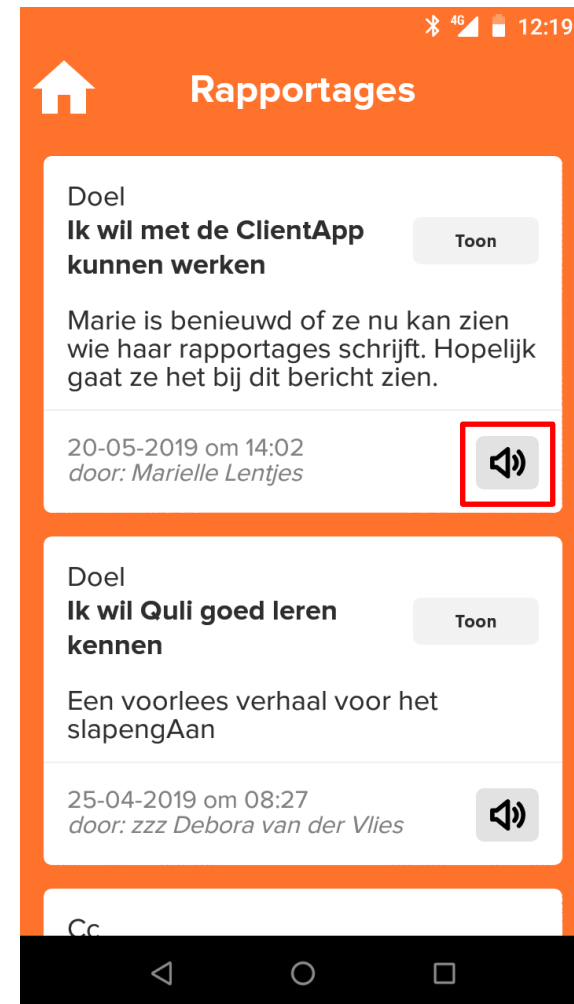 4G 12:19
Rapportages
Doel
Ik wil met de ClientApp
kunnen werken
Toon
Marie is benieuwd of ze nu kan zien
wie haar rapportages schrijft. Hopelijk
gaat ze het bij dit bericht zien.
20-05-2019 om 14:02
door: Marielle Lentjes
Doel
Ik wil Quli goed leren
kennen
Toon
Een voorlees verhaal voor het
slapengAan
25-04-2019 om 08:27
door: zzz Debora van der Vlies
Cc